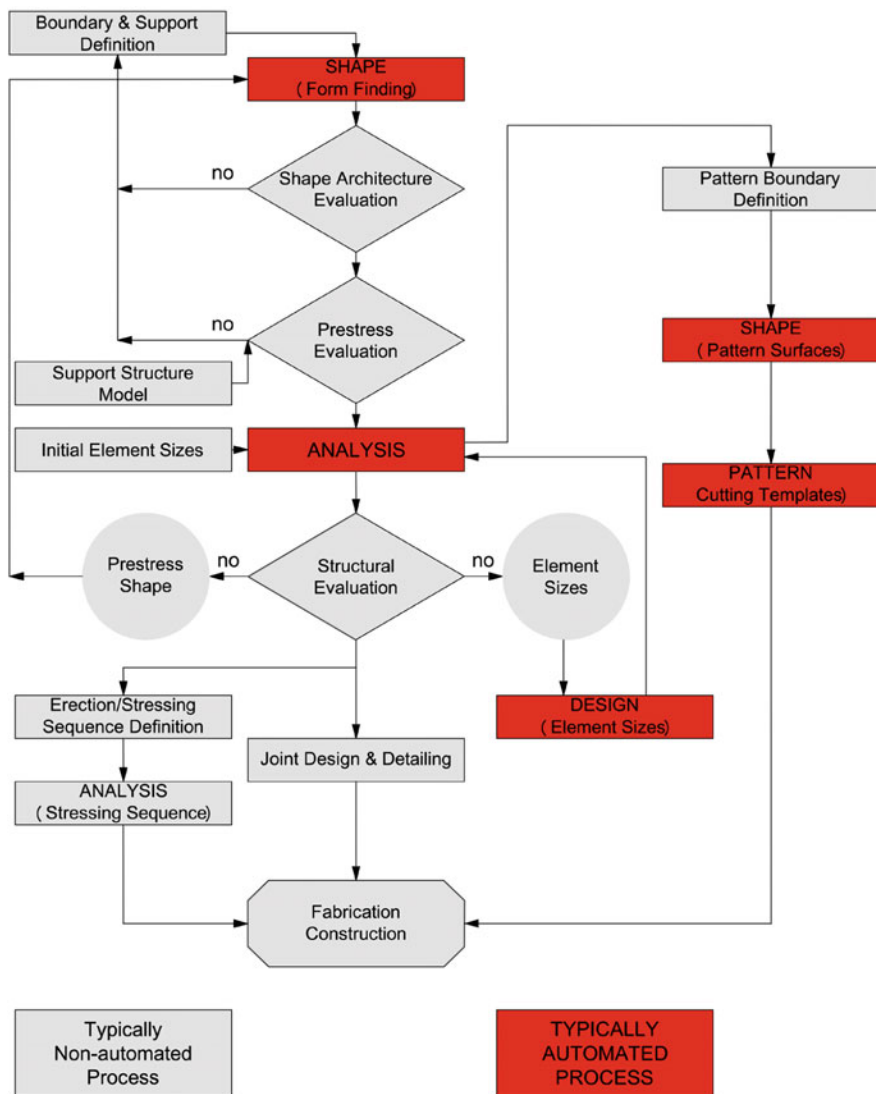 Boundary & Support
Definition
SHAPE
( Form Finding)
no
Shape Architecture
Evaluation
Pattern Boundary
Definition
no
Prestress
Evaluation
SHAPE
( Pattern Surfaces)
Support Structure
Model
Initial Element Sizes
ANALYSIS
PATTERN
Cutting Templates)
Prestress
Shape
no
Structural
Evaluation
no
Element
Sizes
Erection/Stressing
Sequence Definition
DESIGN
( Element Sizes)
Joint Design & Detailing
ANALYSIS
( Stressing Sequence)
Fabrication
Construction
Typically
Non-automated
Process
TYPICALLY
AUTOMATED
PROCESS